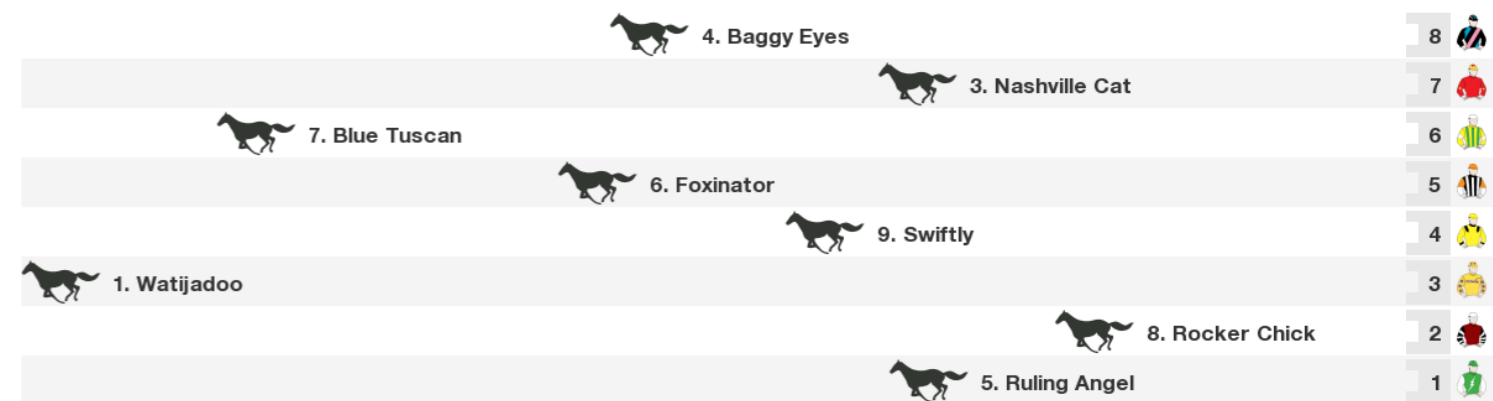 4. Baggy Eyes 8
3. Nashville Cat 7
7. Blue Tuscan 6
6. Foxinator 5
9. Swiftly 4
1. Watijadoo 3
8. Rocker Chick 2
5. Ruling Angel 1